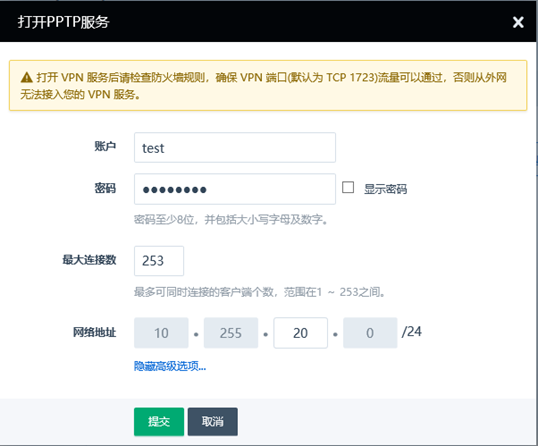 打开PPTP服务
打开 VPN 服务后请检查防火墙规则，确保 VPN 端口(默认为 TCP 1723)流量可以通过，否则从外网
无法接入您的 VPN 服务。
账户 test
密码 ●●●●●●●● 显示密码
密码至少8位，并包括大小写字母及数字。
最大连接数 253
最多可同时连接的客户端个数，范围在1 ～ 253之间。
网络地址 10 • 255 • 20 • 0 /24
隐藏高级选项...
提交 取消